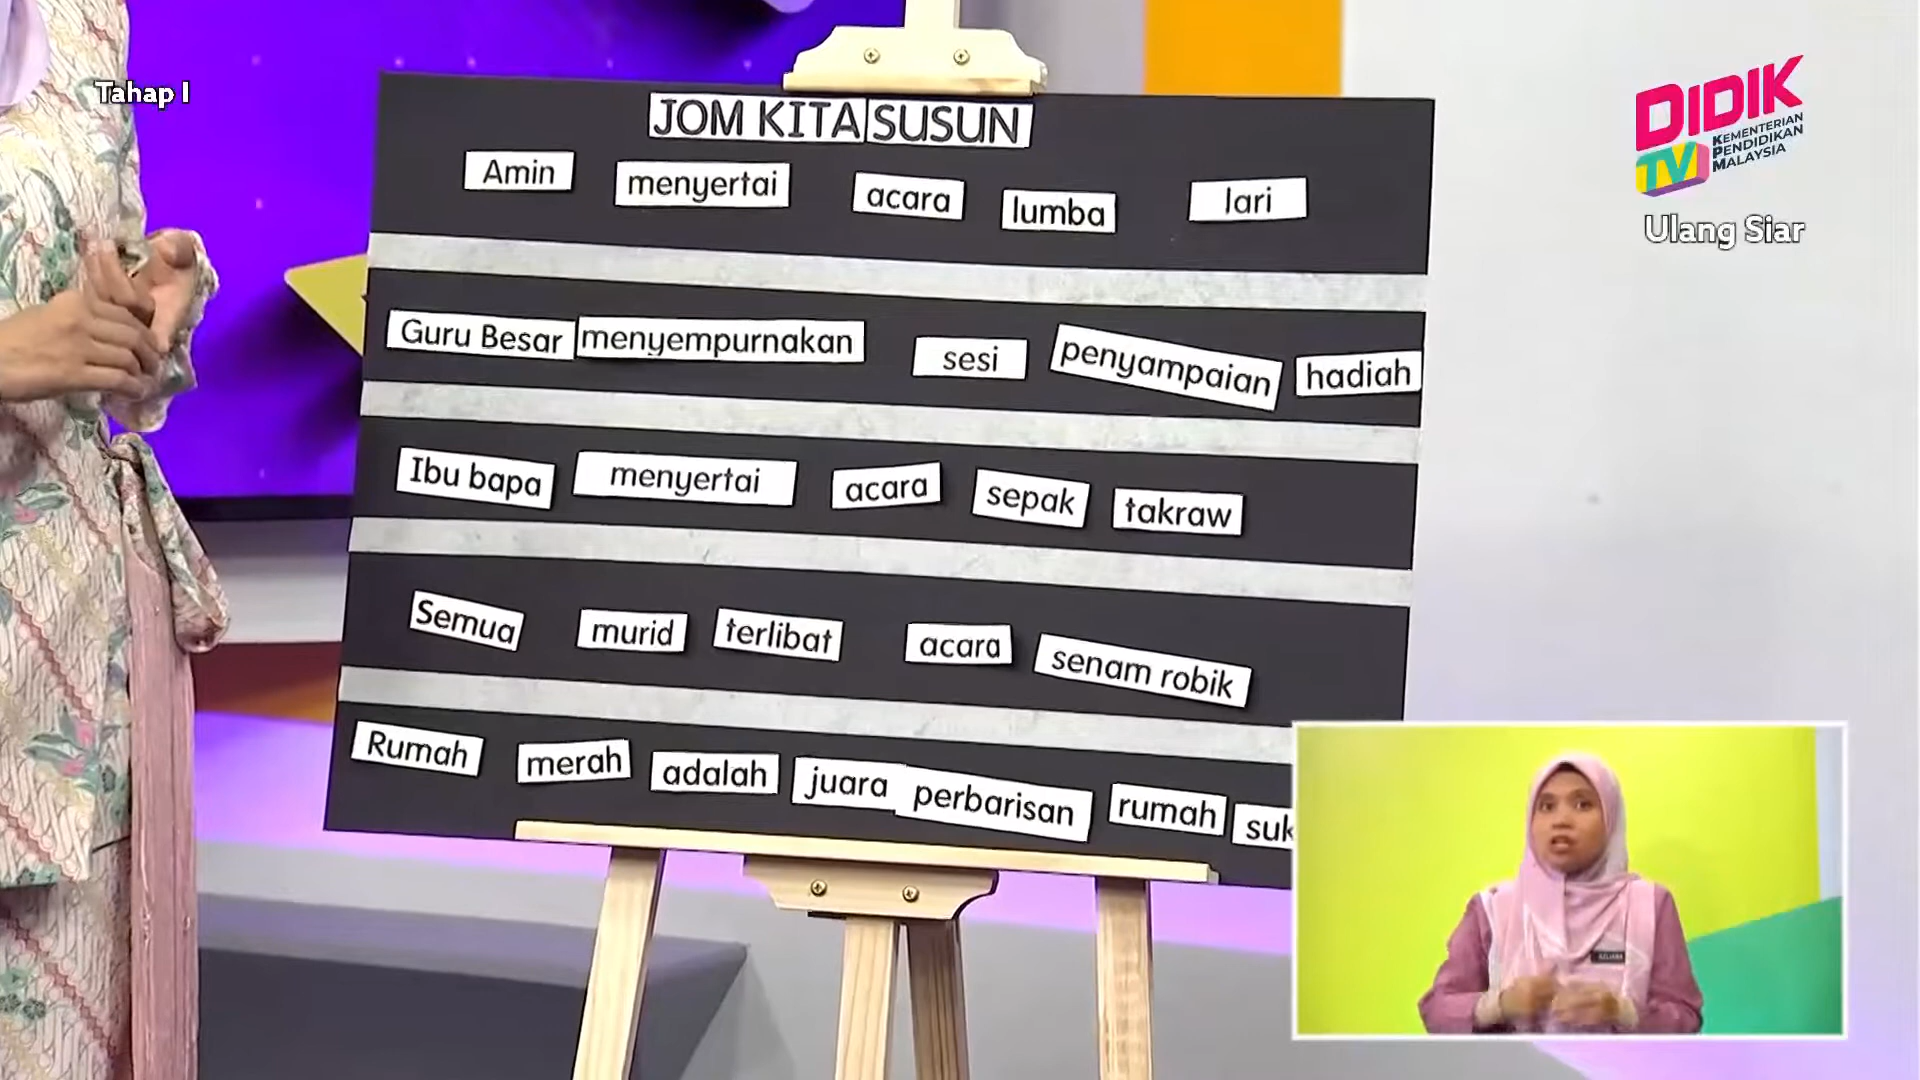 Tahap 1
DIDIK
TV
KEMENTERIAN
PENDIDIKAN
MALAYSIA
Ulang Siar
JOM KITA SUSUN
Amin menyertai acara lumba lari
Guru Besar menyempurnakan sesi penyampaian hadiah
Ibu bapa menyertai acara sepak takraw
Semua murid terlibat acara senam robik
Rumah merah adalah juara perbarisan rumah suk